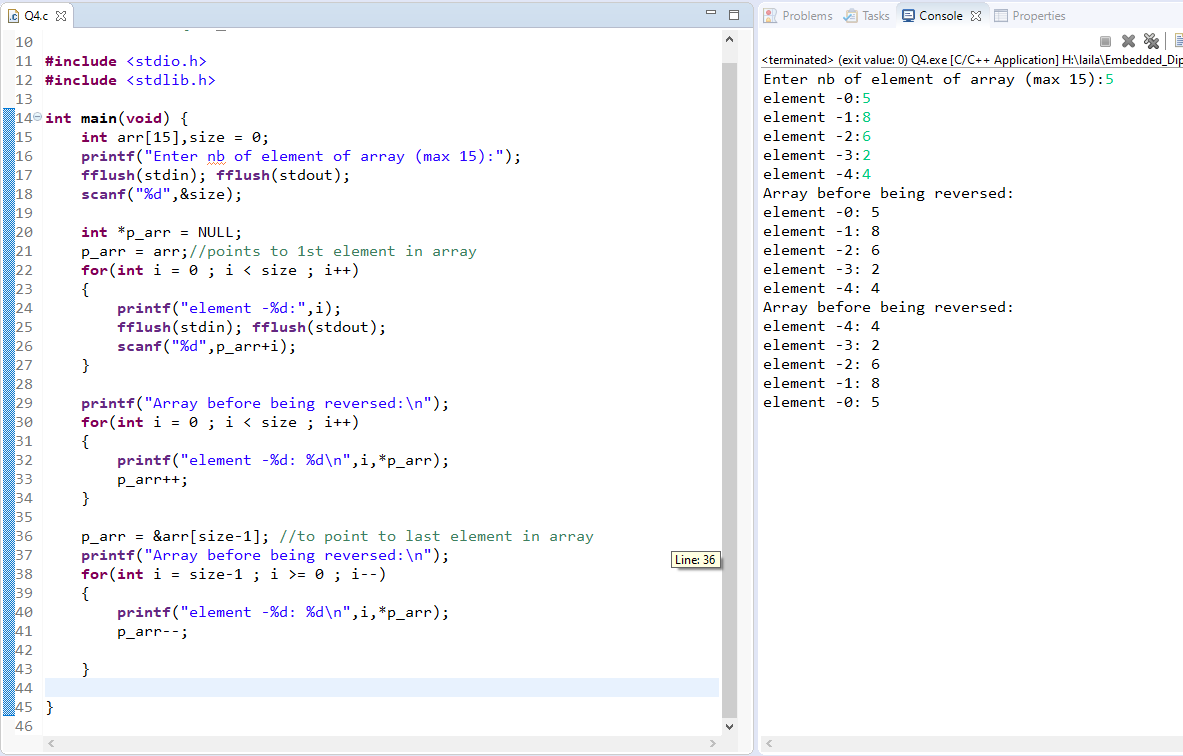 Q4.c
10
11 #include <stdio.h>
12 #include <stdlib.h>
13
14 int main(void) {
15     int arr[15],size = 0;
16     printf("Enter nb of element of array (max 15):");
17     fflush(stdin); fflush(stdout);
18     scanf("%d",&size);
19
20     int *p_arr = NULL;
21     p_arr = arr;//points to 1st element in array
22     for(int i = 0 ; i < size ; i++)
23     {
24         printf("element -%d:",i);
25         fflush(stdin); fflush(stdout);
26         scanf("%d",p_arr+i);
27     }
28
29     printf("Array before being reversed:\n");
30     for(int i = 0 ; i < size ; i++)
31     {
32         printf("element -%d: %d\n",i,*p_arr);
33         p_arr++;
34     }
35
36     p_arr = &arr[size-1]; //to point to last element in array
37     printf("Array before being reversed:\n");
38     for(int i = size-1 ; i >= 0 ; i--)
39     {
40         printf("element -%d: %d\n",i,*p_arr);
41         p_arr--;
42
43     }
44
45 }
46
Line: 36
Problems Tasks Console Properties
<terminated> (exit value: 0) Q4.exe [C/C++ Application] H:\laila\Embedded_Dip
Enter nb of element of array (max 15):5
element -0:5
element -1:8
element -2:6
element -3:2
element -4:4
Array before being reversed:
element -0: 5
element -1: 8
element -2: 6
element -3: 2
element -4: 4
Array before being reversed:
element -4: 4
element -3: 2
element -2: 6
element -1: 8
element -0: 5